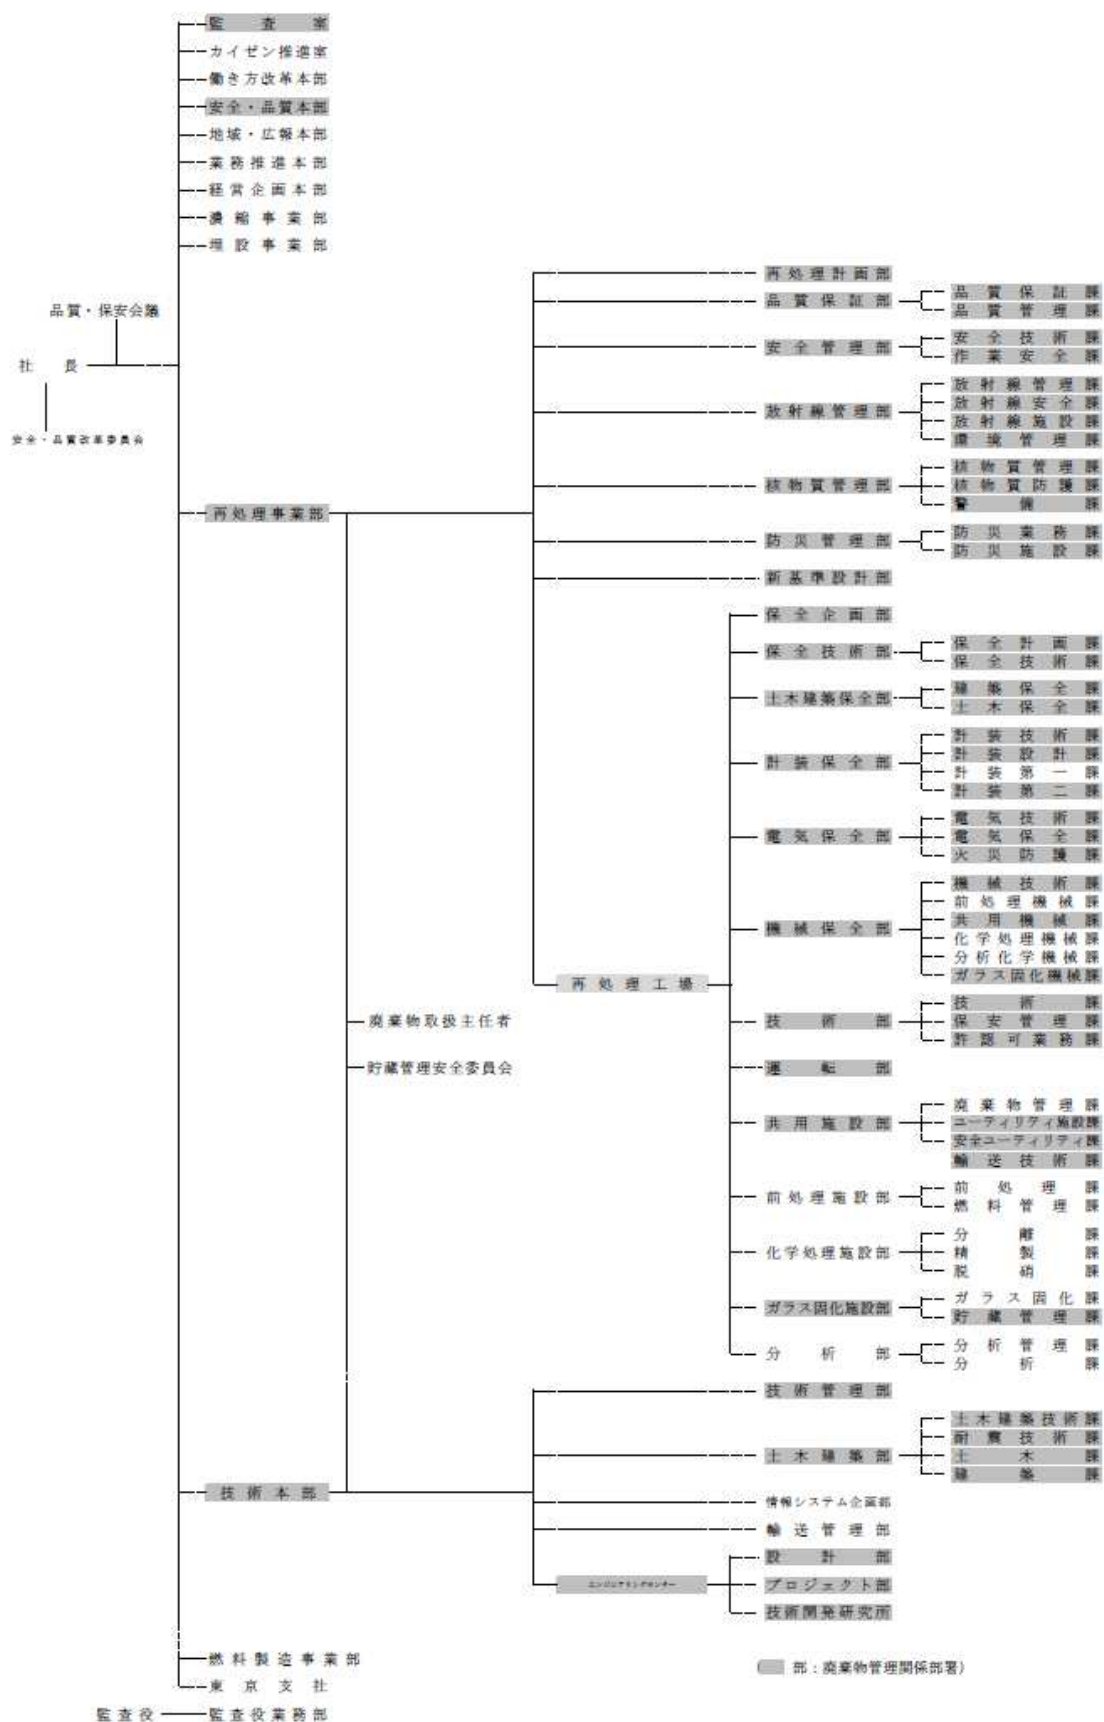 監査室
カイゼン推進室
働き方改革本部
安全・品質本部
地域・広報本部
業務推進本部
経営企画本部
濃縮事業部
埋設事業部
品質・保安会議
社長
安全・品質改革委員会
再処理事業部
再処理計画部
品質保証部
品質保証課
品質管理課
安全管理部
安全技術課
作業安全課
放射線管理部
放射線管理課
放射線安全課
放射線施設課
環境管理課
核物質管理部
核物質管理課
核物質防護課
警備課
防災管理部
防災業務課
防災施設課
新基準設計部
再処理工場
保全企画部
保全技術部
保全計画課
保全技術課
土木建築保全部
建築保全課
土木保全課
計装保全部
計装技術課
計装設計課
計装第一課
計装第二課
電気保全部
電気技術課
電気保全課
火災防護課
機械保全部
機械技術課
前処理機械課
共用機械課
化学処理機械課
分析化学機械課
ガラス固化機械課
技術部
技術課
保安管理課
許認可業務課
運転部
共用施設部
廃棄物管理課
ユーティリティ施設課
安全ユーティリティ課
輸送技術課
前処理施設部
前処理課
燃料管理課
化学処理施設部
分離課
精製課
脱硝課
ガラス固化施設部
ガラス固化課
貯蔵管理課
分析部
分析管理課
分析課
廃棄物取扱主任者
貯蔵管理安全委員会
技術本部
技術管理部
土木建築部
土木建築技術課
耐震技術課
土木課
建築課
情報システム企画部
輸送管理部
エンジニアリングセンター
設計部
プロジェクト部
技術開発研究所
燃料製造事業部
東京支社
監査役
監査役業務部
( 部：廃棄物管理関係部署)